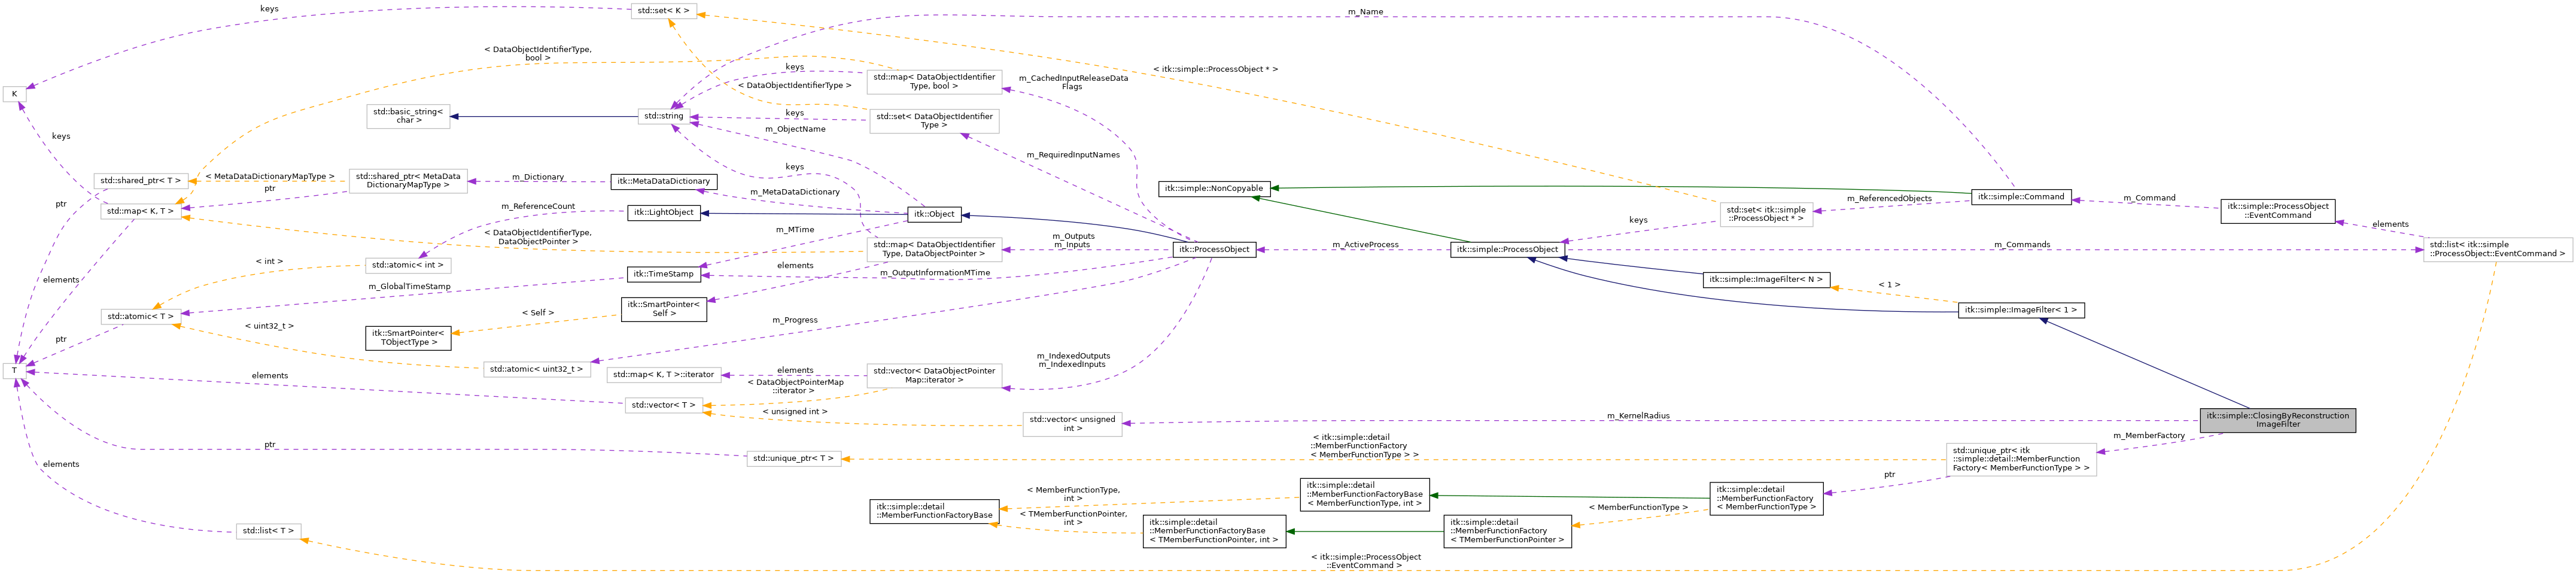 keys
std::set< K >
m_Name
< DataObjectIdentifierType,
bool >
keys
std::map< DataObjectIdentifier
Type, bool >
m_CachedInputReleaseData
Flags
< itk::simple::ProcessObject * >
K
< DataObjectIdentifierType >
std::basic_string<
char >
std::string
keys
std::set< DataObjectIdentifier
Type >
keys
m_ObjectName
m_RequiredInputNames
keys
std::shared_ptr< T >
< MetaDataDictionaryMapType >
ptr
std::shared_ptr< MetaData
DictionaryMapType >
m_Dictionary
itk::MetaDataDictionary
m_MetaDataDictionary
itk::simple::NonCopyable
itk::simple::Command
m_Command
itk::simple::ProcessObject
::EventCommand
ptr
std::map< K, T >
m_ReferenceCount
itk::LightObject
itk::Object
std::set< itk::simple
::ProcessObject * >
m_ReferencedObjects
keys
elements
< DataObjectIdentifierType,
DataObjectPointer >
m_MTime
std::map< DataObjectIdentifier
Type, DataObjectPointer >
m_Outputs
m_Inputs
itk::ProcessObject
m_ActiveProcess
itk::simple::ProcessObject
m_Commands
std::list< itk::simple
::ProcessObject::EventCommand >
< int >
std::atomic< int >
elements
elements
itk::TimeStamp
m_OutputInformationMTime
itk::simple::ImageFilter< N >
< 1 >
m_GlobalTimeStamp
itk::SmartPointer<
Self >
itk::simple::ImageFilter< 1 >
std::atomic< T >
< Self >
m_Progress
< uint32_t >
itk::SmartPointer<
TObjectType >
ptr
m_IndexedOutputs
m_IndexedInputs
T
std::atomic< uint32_t >
std::map< K, T >::iterator
elements
std::vector< DataObjectPointer
Map::iterator >
elements
< DataObjectPointerMap
::iterator >
std::vector< T >
< unsigned int >
std::vector< unsigned
int >
m_KernelRadius
itk::simple::ClosingByReconstruction
ImageFilter
m_MemberFactory
ptr
std::unique_ptr< T >
< itk::simple::detail
::MemberFunctionFactory
< MemberFunctionType > >
std::unique_ptr< itk
::simple::detail::MemberFunction
Factory< MemberFunctionType > >
elements
ptr
< MemberFunctionType,
int >
itk::simple::detail
::MemberFunctionFactoryBase
< MemberFunctionType, int >
itk::simple::detail
::MemberFunctionFactory
< MemberFunctionType >
itk::simple::detail
::MemberFunctionFactoryBase
< TMemberFunctionPointer,
int >
< MemberFunctionType >
std::list< T >
itk::simple::detail
::MemberFunctionFactoryBase
< TMemberFunctionPointer, int >
itk::simple::detail
::MemberFunctionFactory
< TMemberFunctionPointer >
< itk::simple::ProcessObject
::EventCommand >